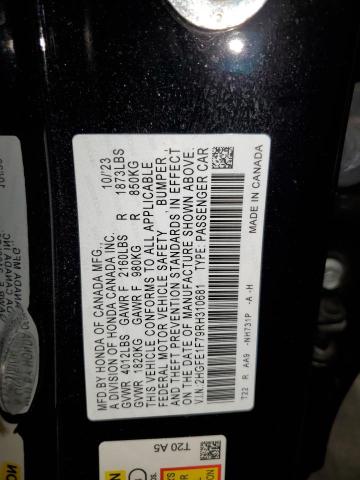 MFD.BY HONDA OF CANADA MFG., 10/23
A DIVISION OF HONDA CANADA INC.
GVWR 4012LBS GAWR F 2160LBS R 1873LBS
GVWR 1820KG GAWR F 980KG R 850KG
THIS VEHICLE CONFORMS TO ALL APPLICABLE
FEDERAL MOTOR VEHICLE SAFETY, BUMPER,
AND THEFT PREVENTION STANDARDS IN EFFECT
ON THE DATE OF MANUFACTURE SHOWN ABOVE.
V.I.N.:2HGFE1F79RH310681 TYPE: PASSENGER CAR
T22 R AA9 -NH731P -A -H MADE IN CANADA
T20 A5